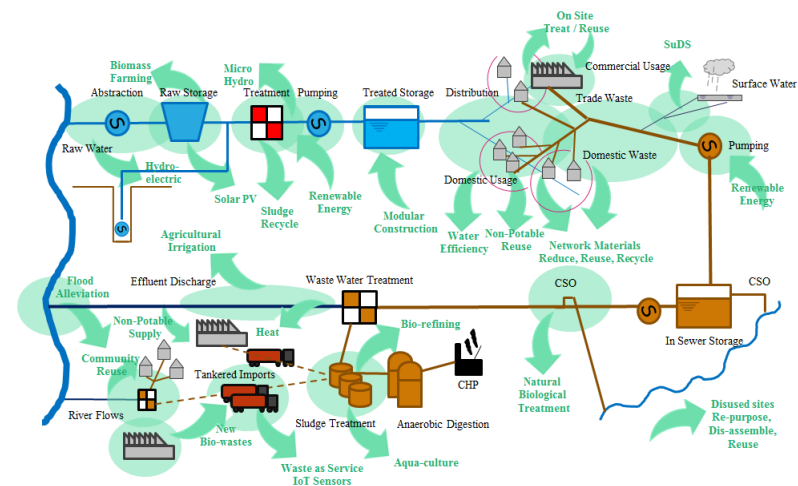 On Site
Treat / Reuse
SuDS
Biomass
Farming
Micro
Hydro
Commercial Usage
Surface Water
Abstraction
Raw Storage
Treatment
Pumping
Treated Storage
Distribution
Trade Waste
Raw Water
Pumping
Domestic Waste
Hydro-
electric
Domestic Usage
Solar PV
Sludge
Recycle
Renewable
Energy
Modular
Construction
Water
Efficiency
Non-Potable
Reuse
Network Materials
Reduce, Reuse, Recycle
Renewable
Energy
Agricultural
Irrigation
Flood
Alleviation
Effluent Discharge
Waste Water Treatment
CSO
CSO
Non-Potable
Supply
Heat
Bio-refining
In Sewer Storage
Community
Reuse
Tankered Imports
CHP
Natural
Biological
Treatment
River Flows
New
Bio-wastes
Sludge Treatment
Anaerobic Digestion
Disused sites
Re-purpose,
Dis-assemble,
Reuse
Waste as Service
IoT Sensors
Aqua-culture